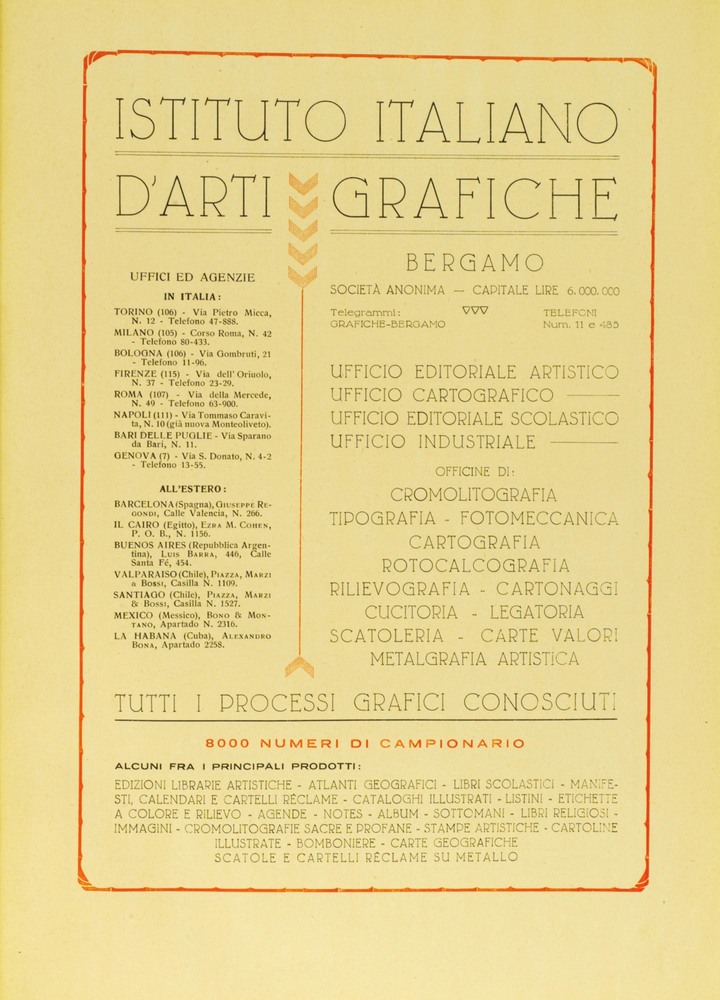 ISTITUTO ITALIANO
D'ARTI GRAFICHE
UFFICI ED AGENZIE
IN ITALIA:
TORINO (106) - Via Pietro Micca,
N. 12 - Telefono 47-888.
MILANO (105) - Corso Roma, N. 42
- Telefono 80-433.
BOLOGNA (106) - Via Gombruti, 21
- Telefono 11-96.
FIRENZE (115) - Via dell'Oriuolo,
N. 37 - Telefono 23-29.
ROMA (107) - Via della Mercede,
N. 49 - Telefono 63-900.
NAPOLI (111) - Via Tommaso Caravi-
ta, N. 10 (già nuova Monteoliveto).
BARI DELLE PUGLIE - Via Sparano
da Bari, N. 11.
GENOVA (7) - Via S. Donato, N. 4-2
- Telefono 13-55.
ALL'ESTERO:
BARCELONA (Spagna), GIUSEPPE RE-
GONDI, Calle Valencia, N. 266.
IL CAIRO (Egitto), EZRA M. COHEN,
P. O. B., N. 1156.
BUENOS AIRES (Repubblica Argen-
tina), LUIS BARRA, 446, Calle
Santa Fé, 454.
VALPARAISO (Chile), PIAZZA, MARZI
& BOSSI, Casilla N. 1109.
SANTIAGO (Chile), PIAZZA, MARZI
& BOSSI, Casilla N. 1527.
MEXICO (Messico), BONO & MON-
TANO, Apartado N. 2316.
LA HABANA (Cuba), ALEXANDRO
BONA, Apartado 2258.
BERGAMO
SOCIETÀ ANONIMA — CAPITALE LIRE 6.000.000
Telegrammi: TELEFONI
GRAFICHE-BERGAMO Num. 11 e 485
UFFICIO EDITORIALE ARTISTICO
UFFICIO CARTOGRAFICO
UFFICIO EDITORIALE SCOLASTICO
UFFICIO INDUSTRIALE
OFFICINE DI:
CROMOLITOGRAFIA
TIPOGRAFIA - FOTOMECCANICA
CARTOGRAFIA
ROTOCALCOGRAFIA
RILIEVOGRAFIA - CARTONAGGI
CUCITORIA - LEGATORIA
SCATOLERIA - CARTE VALORI
METALGRAFIA ARTISTICA
TUTTI I PROCESSI GRAFICI CONOSCIUTI
8000 NUMERI DI CAMPIONARIO
ALCUNI FRA I PRINCIPALI PRODOTTI:
EDIZIONI LIBRARIE ARTISTICHE - ATLANTI GEOGRAFICI - LIBRI SCOLASTICI - MANIFE-
STI, CALENDARI E CARTELLI RÉCLAME - CATALOGHI ILLUSTRATI - LISTINI - ETICHETTE
A COLORE E RILIEVO - AGENDE - NOTES - ALBUM - SOTTOMANI - LIBRI RELIGIOSI -
IMMAGINI - CROMOLITOGRAFIE SACRE E PROFANE - STAMPE ARTISTICHE - CARTOLINE
ILLUSTRATE - BOMBONIERE - CARTE GEOGRAFICHE
SCATOLE E CARTELLI RÉCLAME SU METALLO